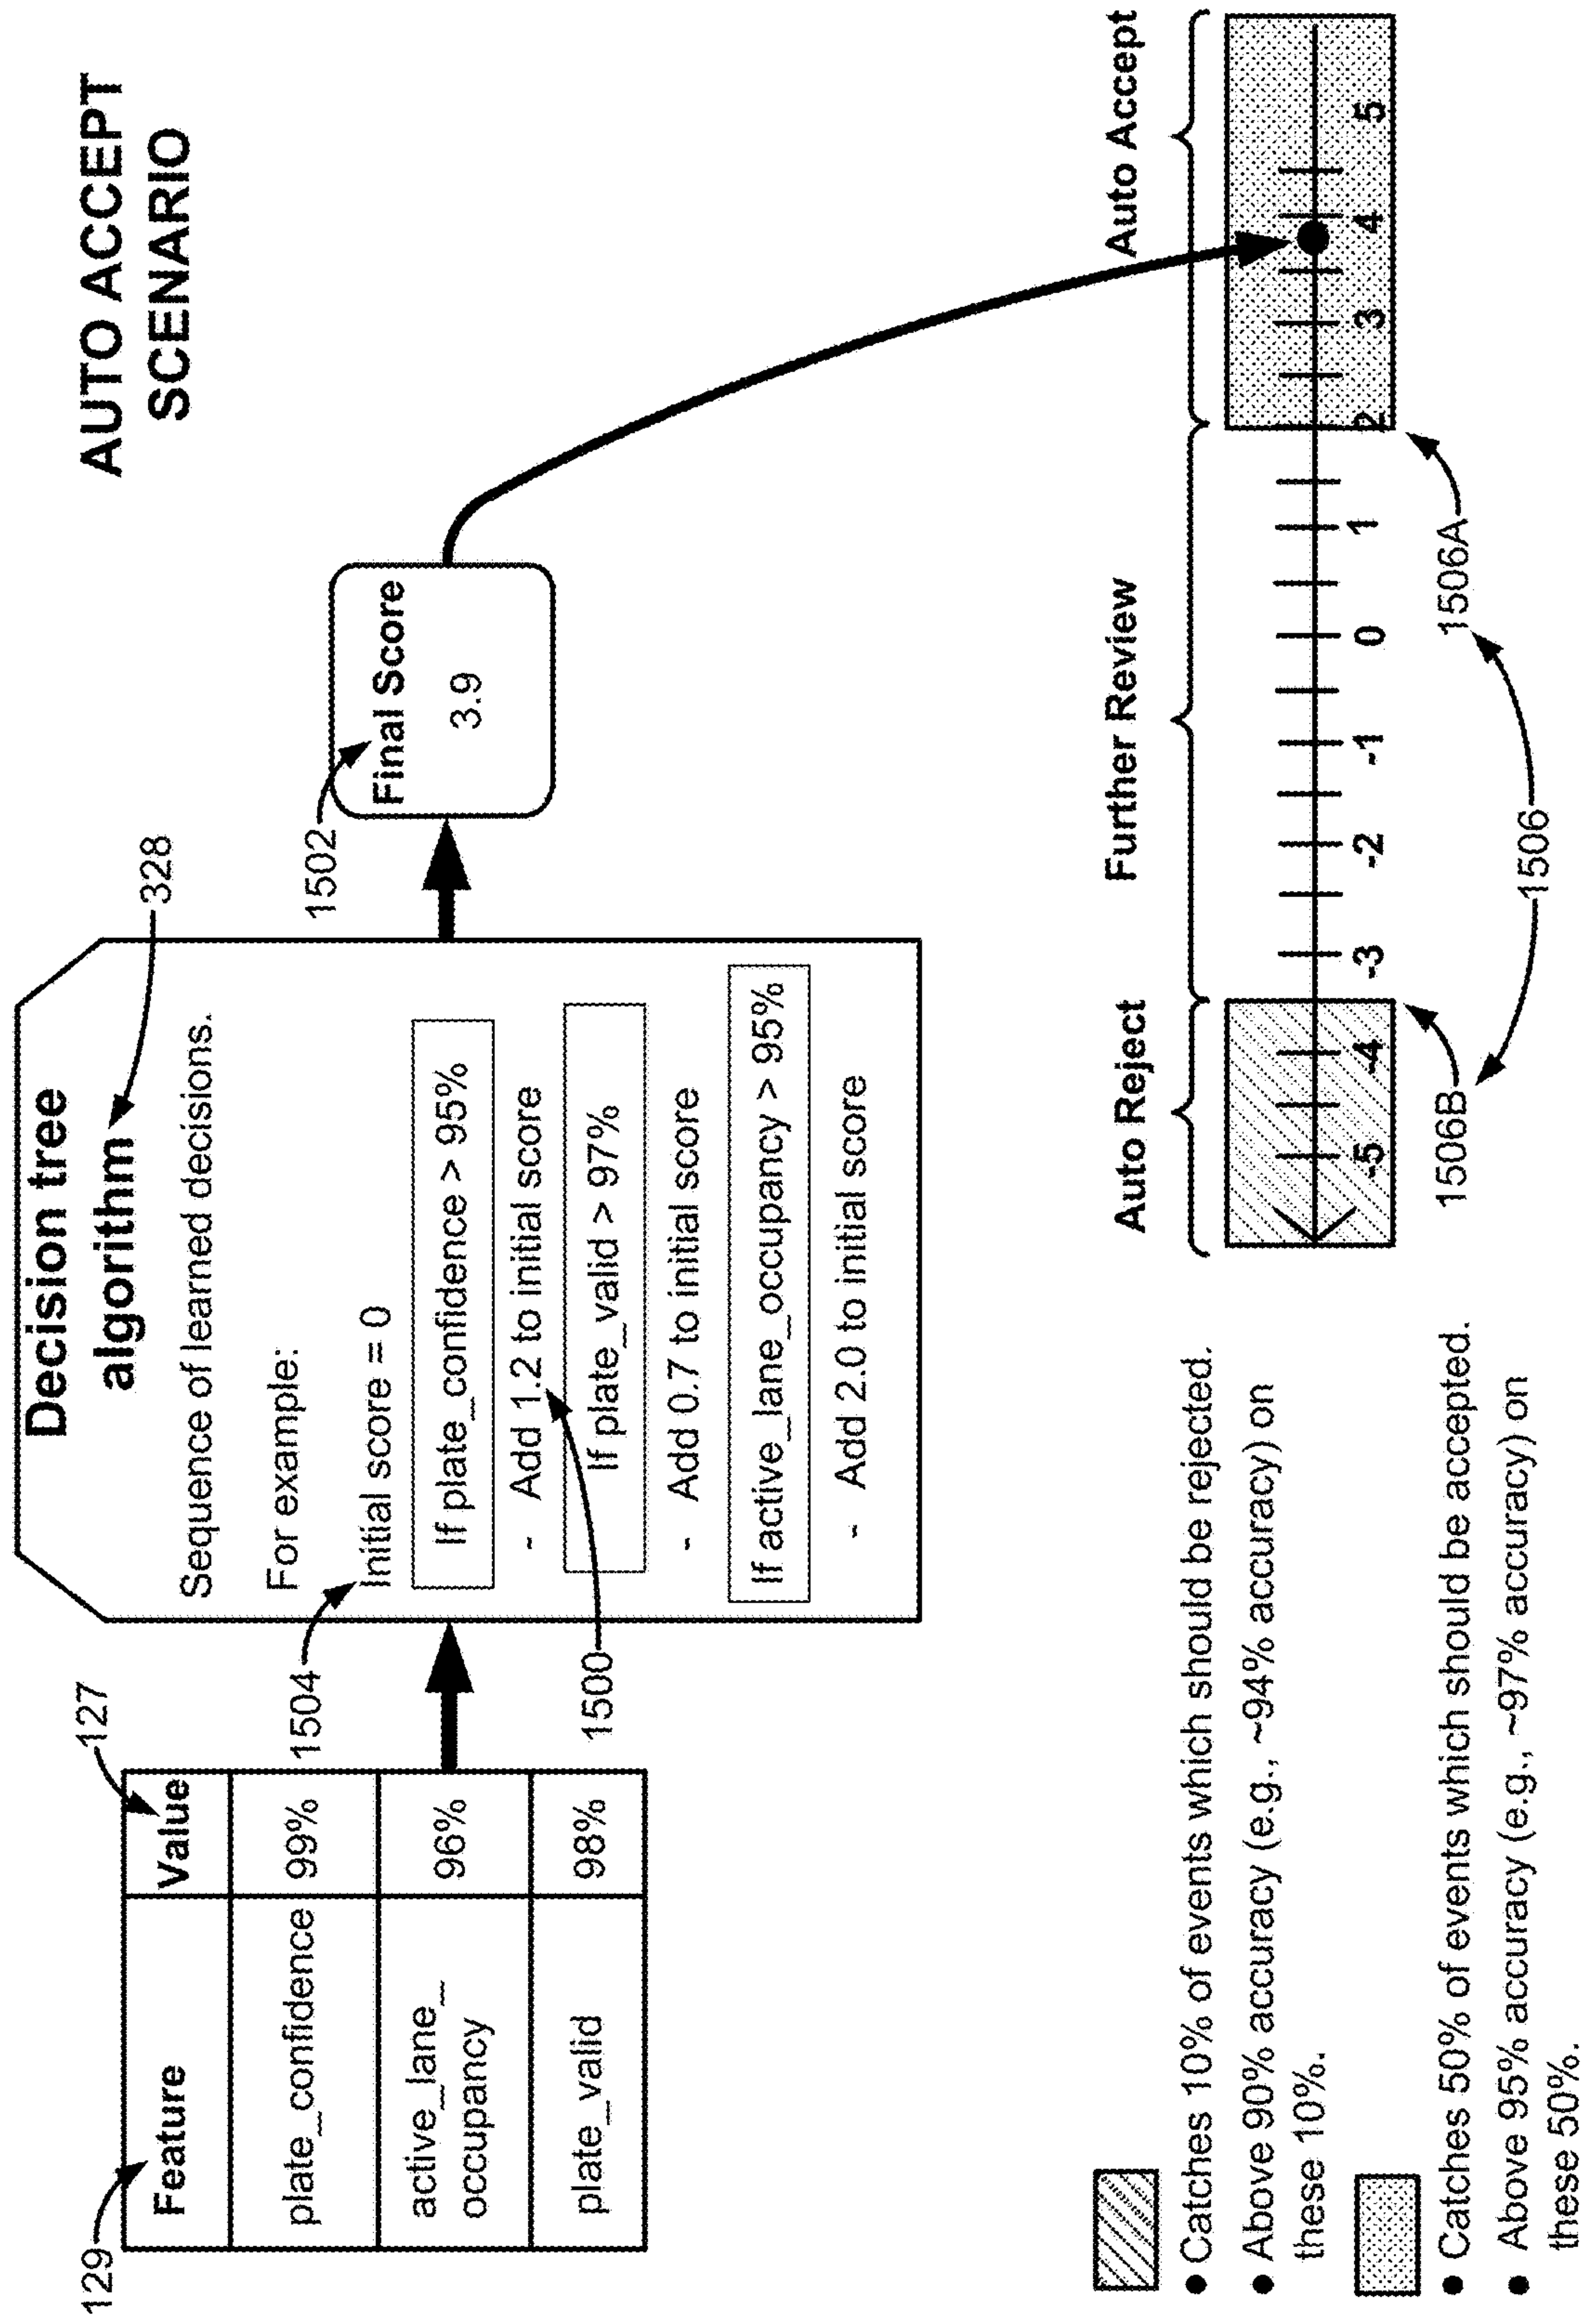 AUTO ACCEPT
SCENARIO
129
127
Feature
Value
plate_confidence
99%
active_lane_
occupancy
96%
plate_valid
98%
Decision tree
algorithm
328
Sequence of learned decisions.
For example:
1504
Initial score = 0
If plate_confidence > 95%
- Add 1.2 to initial score
1500
If plate_valid > 97%
- Add 0.7 to initial score
If active_lane_occupancy > 95%
- Add 2.0 to initial score
1502
Final Score
3.9
Auto Reject
Further Review
Auto Accept
-5 -4 -3 -2 -1 0 1 2 3 4 5
1506B
1506A
1506
● Catches 10% of events which should be rejected.
● Above 90% accuracy (e.g., ~94% accuracy) on
these 10%.
● Catches 50% of events which should be accepted.
● Above 95% accuracy (e.g., ~97% accuracy) on
these 50%.